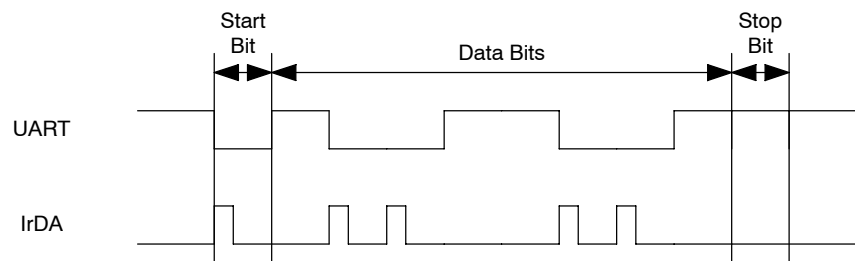 Start
Bit
Data Bits
Stop
Bit
UART
IrDA